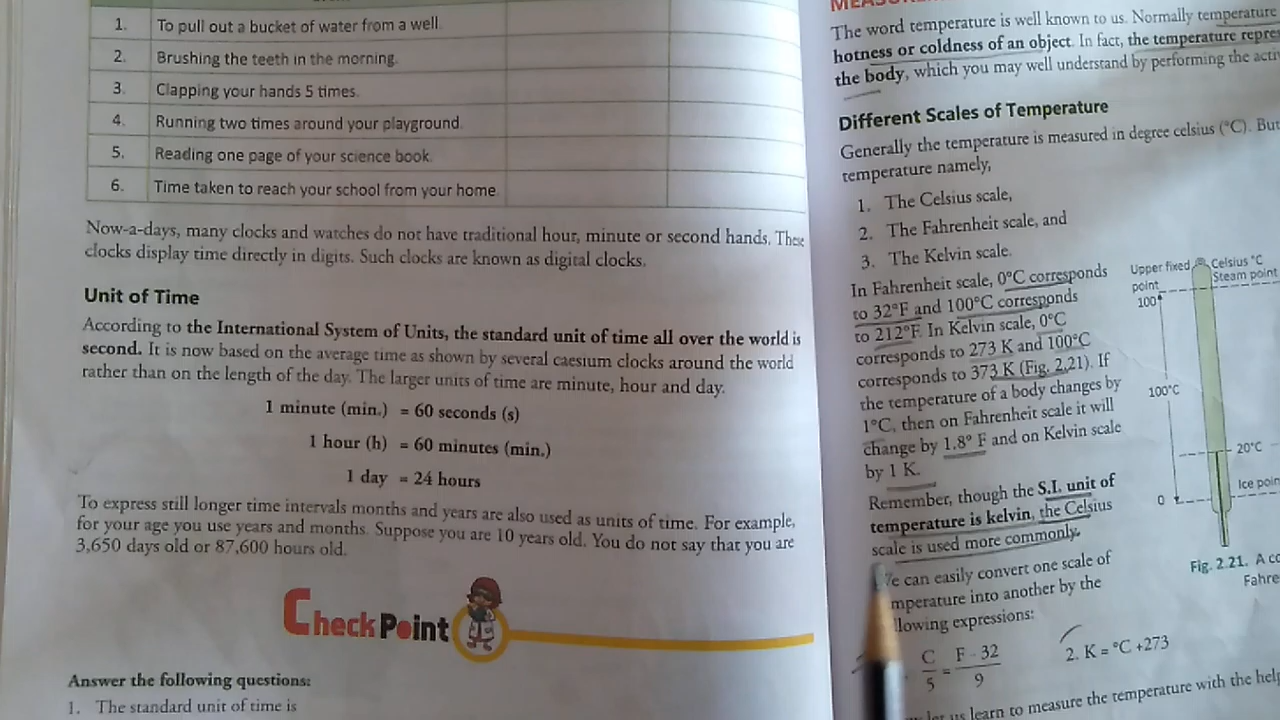 1. To pull out a bucket of water from a well.
2. Brushing the teeth in the morning.
3. Clapping your hands 5 times.
4. Running two times around your playground.
5. Reading one page of your science book.
6. Time taken to reach your school from your home.
Now-a-days, many clocks and watches do not have traditional hour, minute or second hands. These
clocks display time directly in digits. Such clocks are known as digital clocks.
Unit of Time
According to the International System of Units, the standard unit of time all over the world is
second. It is now based on the average time as shown by several caesium clocks around the world
rather than on the length of the day. The larger units of time are minute, hour and day.
1 minute (min.) = 60 seconds (s)
1 hour (h) = 60 minutes (min.)
1 day = 24 hours
To express still longer time intervals months and years are also used as units of time. For example,
for your age you use years and months. Suppose you are 10 years old. You do not say that you are
3,650 days old or 87,600 hours old.
Check Point
Answer the following questions:
1. The standard unit of time is
The word temperature is well known to us. Normally temperature
hotness or coldness of an object. In fact, the temperature repres
the body, which you may well understand by performing the acti
Different Scales of Temperature
Generally the temperature is measured in degree celsius (°C). But
temperature namely,
1. The Celsius scale,
2. The Fahrenheit scale, and
3. The Kelvin scale.
In Fahrenheit scale, 0°C corresponds
to 32°F and 100°C corresponds
to 212°F. In Kelvin scale, 0°C
corresponds to 273 K and 100°C
corresponds to 373 K (Fig. 2.21). If
the temperature of a body changes by
1°C, then on Fahrenheit scale it will
change by 1.8° F and on Kelvin scale
by 1 K.
Remember, though the S.I. unit of
temperature is kelvin, the Celsius
scale is used more commonly.
can easily convert one scale of
mperature into another by the
llowing expressions:
C/5 = F - 32/9
2. K = °C +273
let us learn to measure the temperature with the help
Upper fixed point
Celsius °C
Steam point
100
100°C
20°C
0
Ice poin
Fig. 2.21. A co
Fahre